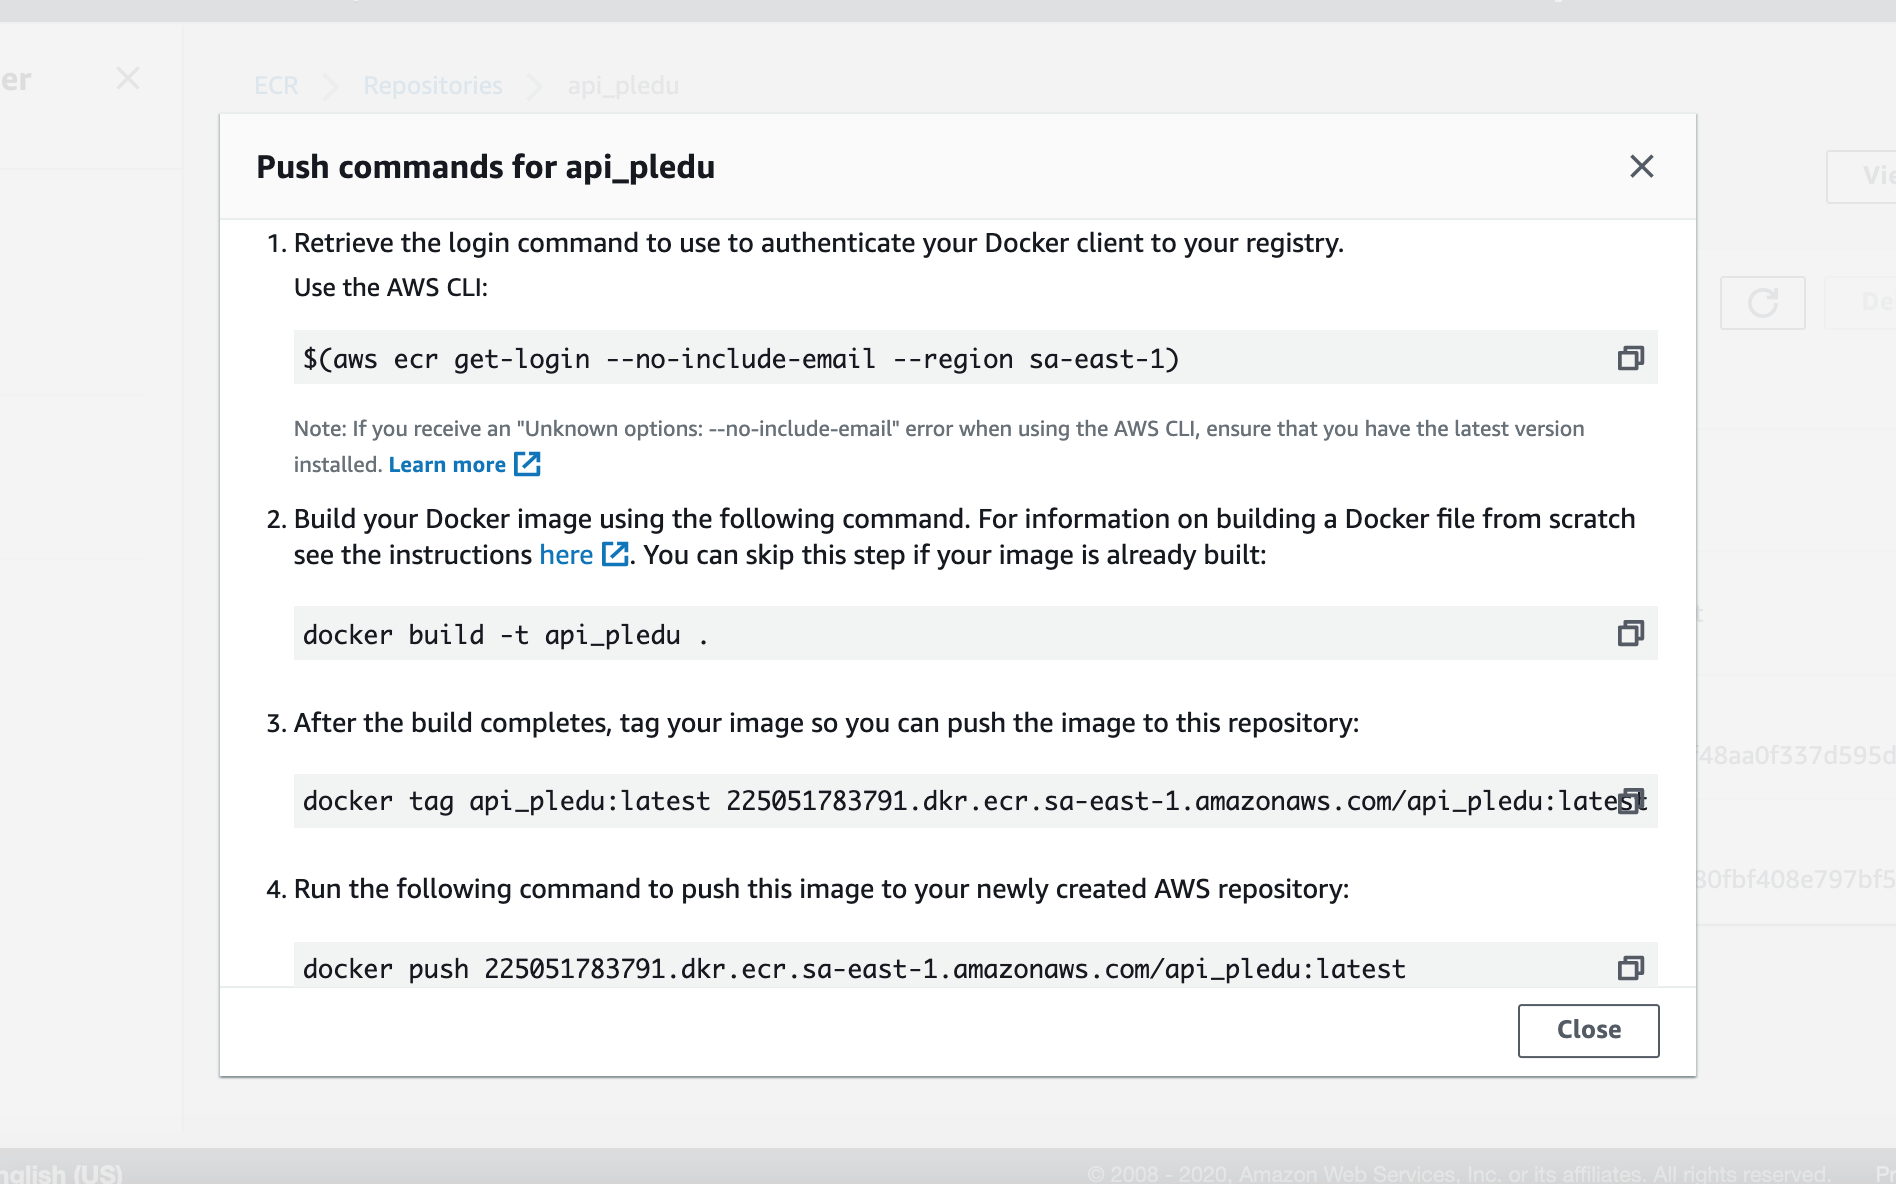 er
ECR
Repositories
api_pledu
Push commands for api_pledu
Vie
De
1. Retrieve the login command to use to authenticate your Docker client to your registry.
Use the AWS CLI:
$(aws ecr get-login --no-include-email --region sa-east-1)
Note: If you receive an "Unknown options: --no-include-email" error when using the AWS CLI, ensure that you have the latest version
installed. Learn more
2. Build your Docker image using the following command. For information on building a Docker file from scratch
see the instructions here . You can skip this step if your image is already built:
docker build -t api_pledu .
3. After the build completes, tag your image so you can push the image to this repository:
f48aa0f337d595d
docker tag api_pledu:latest 225051783791.dkr.ecr.sa-east-1.amazonaws.com/api_pledu:latest
4. Run the following command to push this image to your newly created AWS repository:
80fbf408e797bf5
docker push 225051783791.dkr.ecr.sa-east-1.amazonaws.com/api_pledu:latest
Close
nglish (US)
© 2008 - 2020, Amazon Web Services, Inc. or its affiliates. All rights reserved.